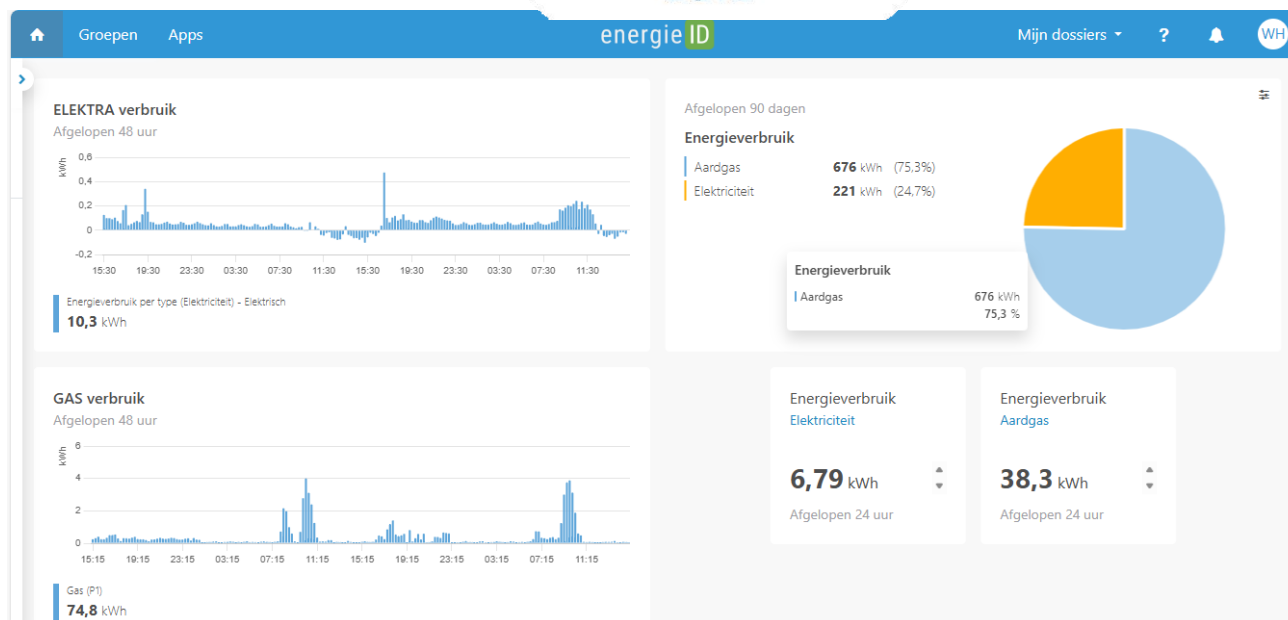 Groepen Apps energieID Mijn dossiers ? WH
ELEKTRA verbruik
Afgelopen 48 uur
kWh
0,6
0,4
0,2
0
-0,2
15:30 19:30 23:30 03:30 07:30 11:30 15:30 19:30 23:30 03:30 07:30 11:30
Energieverbruik per type (Elektriciteit) - Elektrisch
10,3 kWh
Afgelopen 90 dagen
Energieverbruik
Aardgas 676 kWh (75,3%)
Elektriciteit 221 kWh (24,7%)
Energieverbruik
Aardgas 676 kWh
75,3 %
GAS verbruik
Afgelopen 48 uur
kWh
6
4
2
0
15:15 19:15 23:15 03:15 07:15 11:15 15:15 19:15 23:15 03:15 07:15 11:15
Gas (P1)
74,8 kWh
Energieverbruik
Elektriciteit
6,79 kWh
Afgelopen 24 uur
Energieverbruik
Aardgas
38,3 kWh
Afgelopen 24 uur